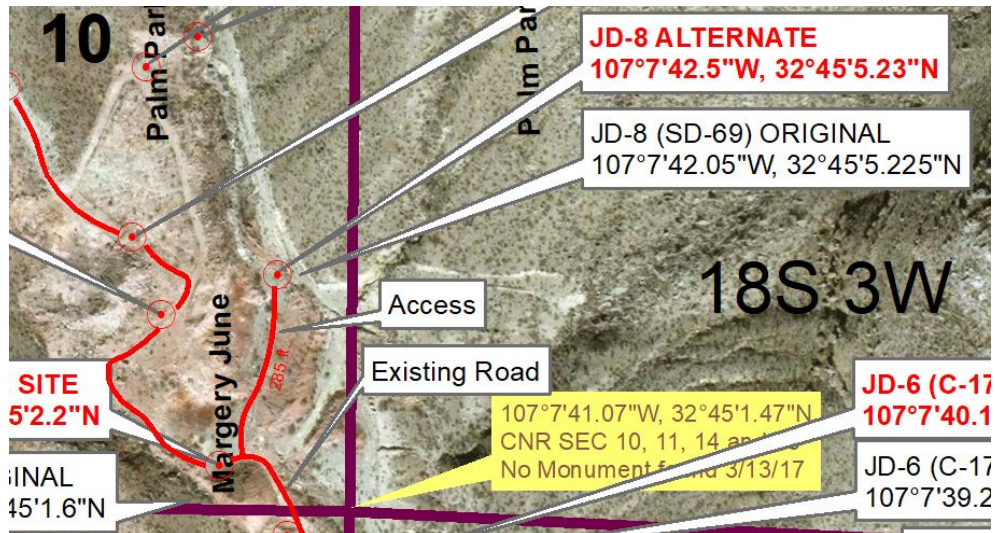 10
Palm Par
Palm Par
JD-8 ALTERNATE
107°7'42.5"W, 32°45'5.23"N
JD-8 (SD-69) ORIGINAL
107°7'42.05"W, 32°45'5.225"N
18S 3W
Access
Margery June
285 ft
Existing Road
SITE
5'2.2"N
JD-6 (C-17
107°7'40.1
107°7'41.07"W, 32°45'1.47"N
CNR SEC 10, 11, 14
No Monument 3/13/17
JD-6 (C-17
107°7'39.2
INAL
45'1.6"N